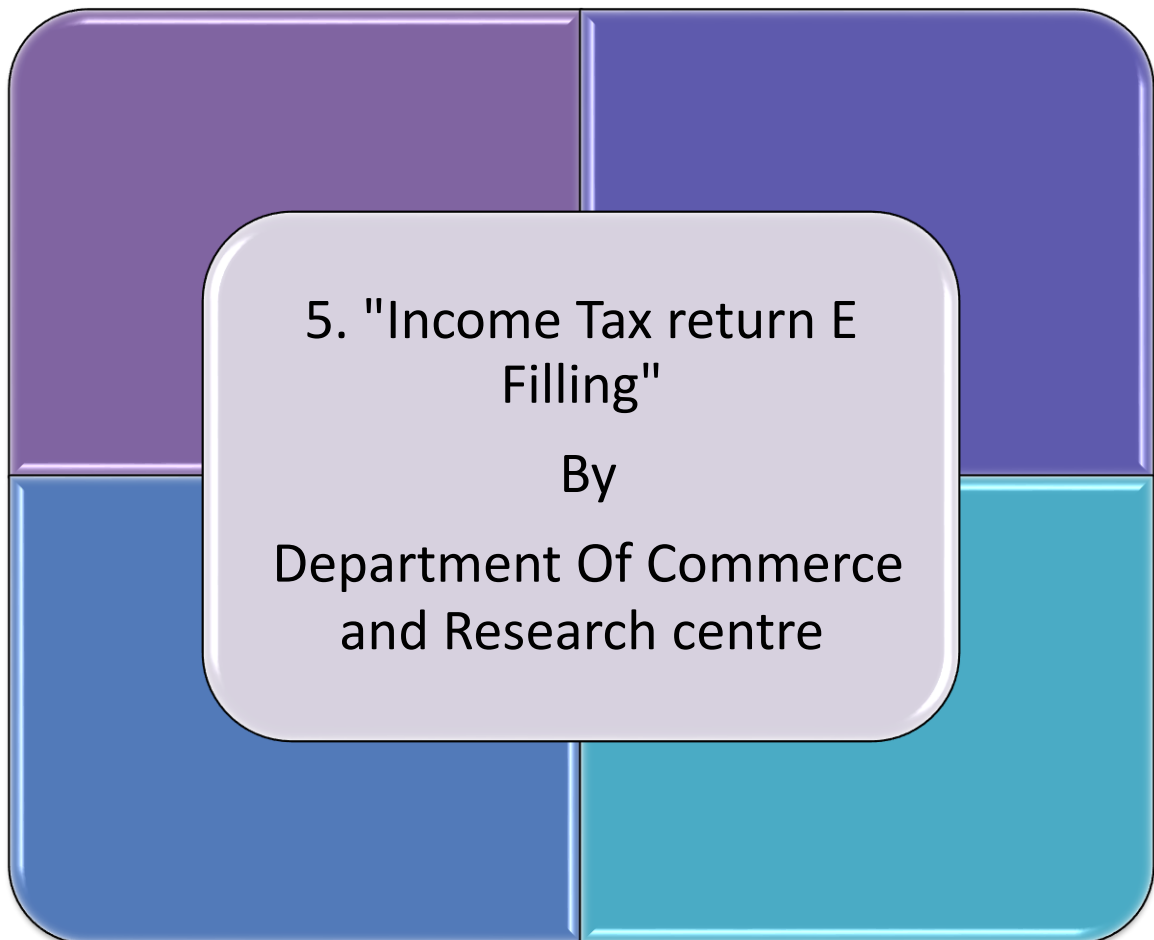 5. "Income Tax return E
Filling"
By
Department Of Commerce
and Research centre